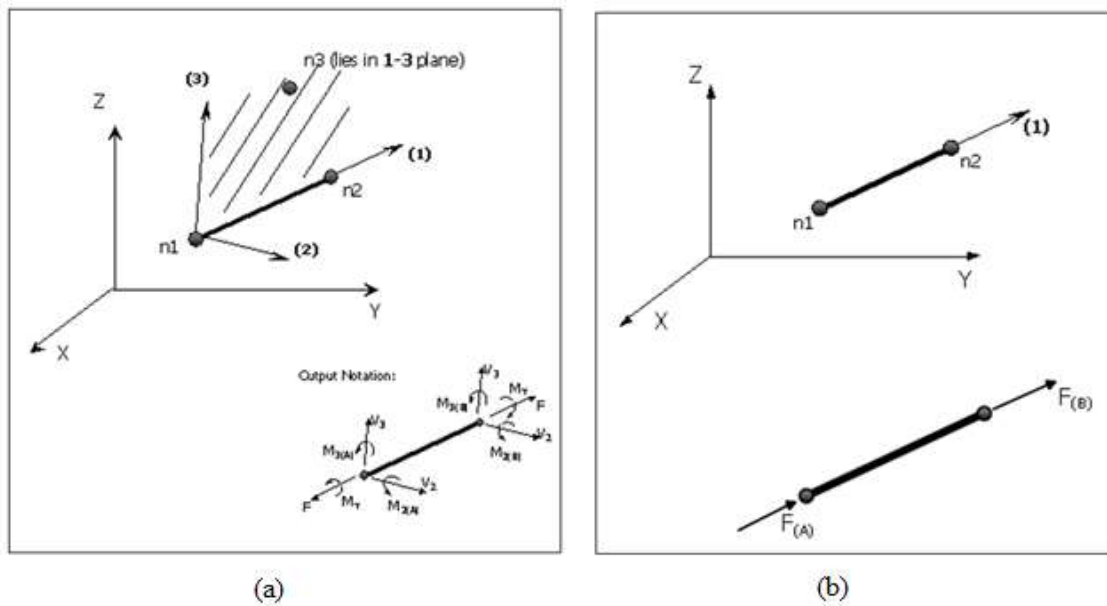 n3 (lies in 1-3 plane)
(3)
Z
(1)
n2
n1
(2)
Y
X
Output Notation:
V3
M3(B)
MT
F
V2
M2(B)
V3
M3(A)
V2
M2(A)
MT
F
(a)
Z
(1)
n2
n1
Y
X
F(B)
F(A)
(b)